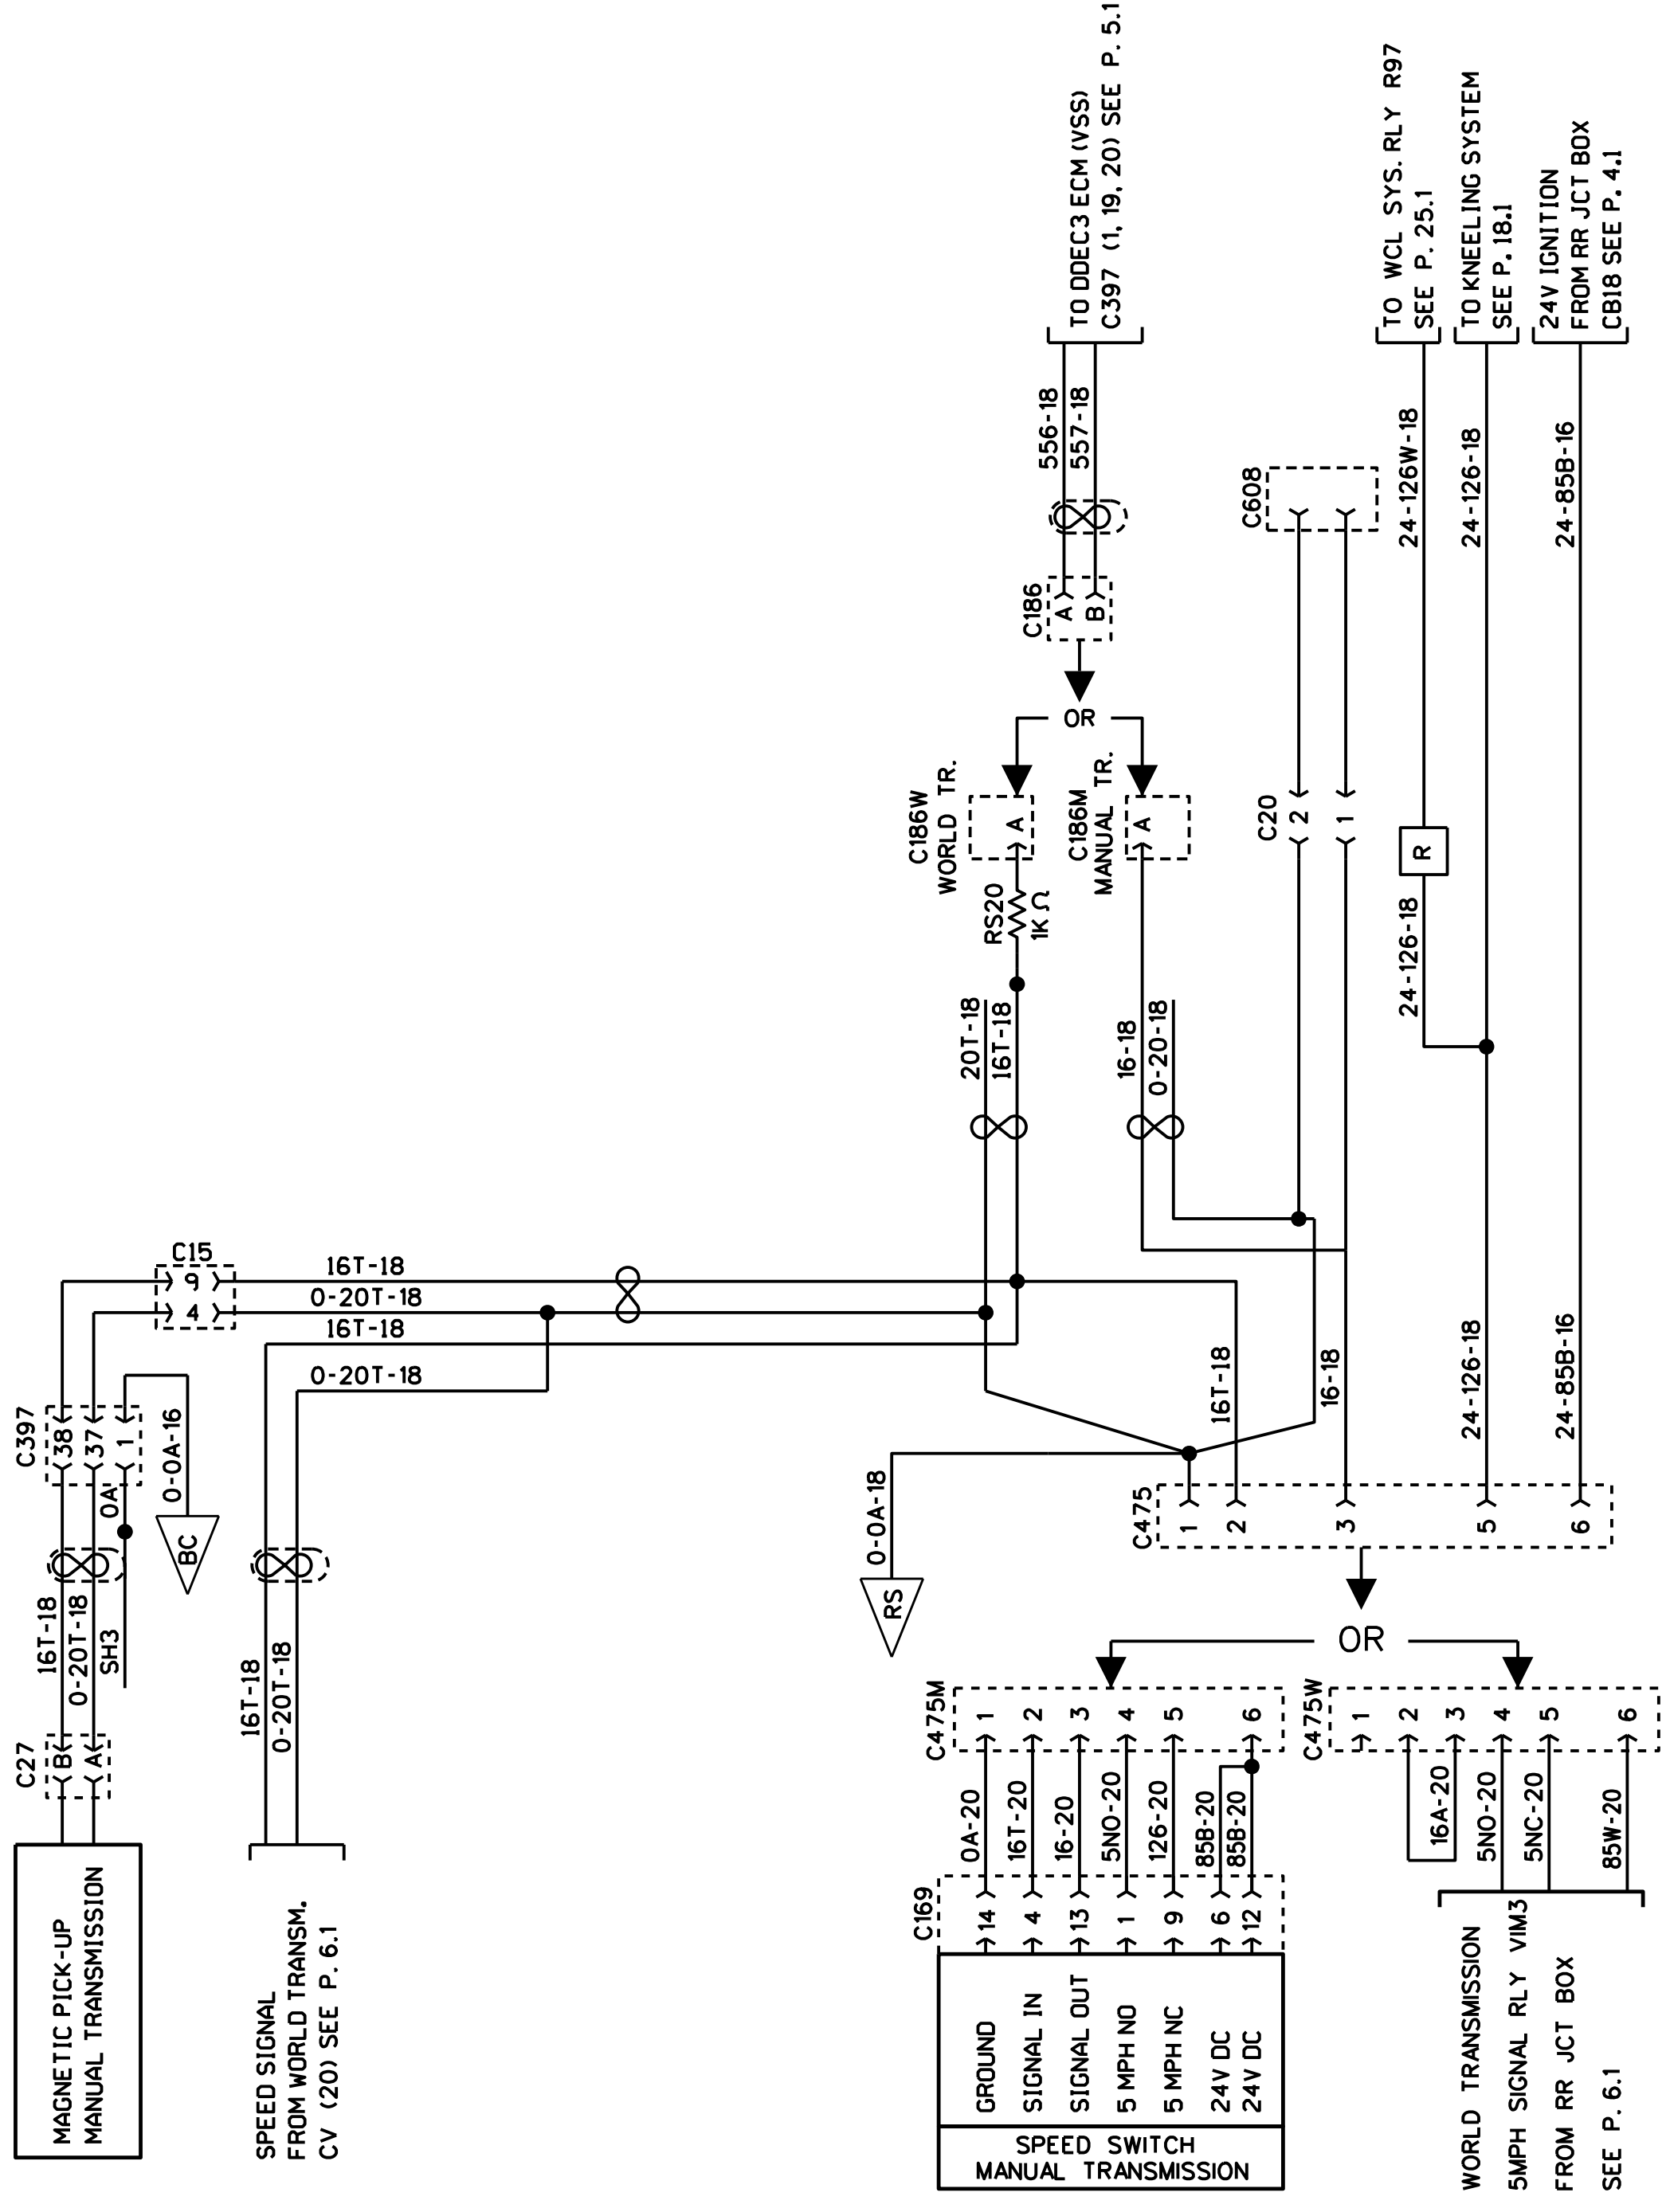 MAGNETIC PICK-UP
MANUAL TRANSMISSION
C27
B
A
16T-18
0-20T-18
SH3
0A
C397
38
37
1
0-0A-16
BC
C15
9
4
16T-18
0-20T-18
16T-18
0-20T-18
SPEED SIGNAL
FROM WORLD TRANSM.
CV (20) SEE P. 6.1
16T-18
0-20T-18
TO DDEC3 ECM (VSS)
C397 (1, 19, 20) SEE P. 5.1
556-18
557-18
C186
A
B
OR
C186W
WORLD TR.
A
C186M
MANUAL TR.
A
RS20
1K Ω
20T-18
16T-18
16-18
0-20-18
C608
C20
2
1
TO WCL SYS. RLY R97
SEE P. 25.1
TO KNEELING SYSTEM
SEE P. 18.1
24V IGNITION
FROM RR JCT BOX
CB18 SEE P. 4.1
24-126W-18
24-126-18
24-85B-16
R
24-126-18
16T-18
16-18
24-126-18
24-85B-16
0-0A-18
RS
C475
1
2
3
5
6
OR
C475M
1
2
3
4
5
6
C475W
1
2
3
4
5
6
0A-20
16T-20
16-20
5NO-20
126-20
85B-20
85B-20
16A-20
5NO-20
5NC-20
85W-20
C169
14
4
13
1
9
6
12
GROUND
SIGNAL IN
SIGNAL OUT
5 MPH NO
5 MPH NC
24V DC
24V DC
SPEED SWITCH
MANUAL TRANSMISSION
WORLD TRANSMISSION
5MPH SIGNAL RLY VIM3
FROM RR JCT BOX
SEE P. 6.1